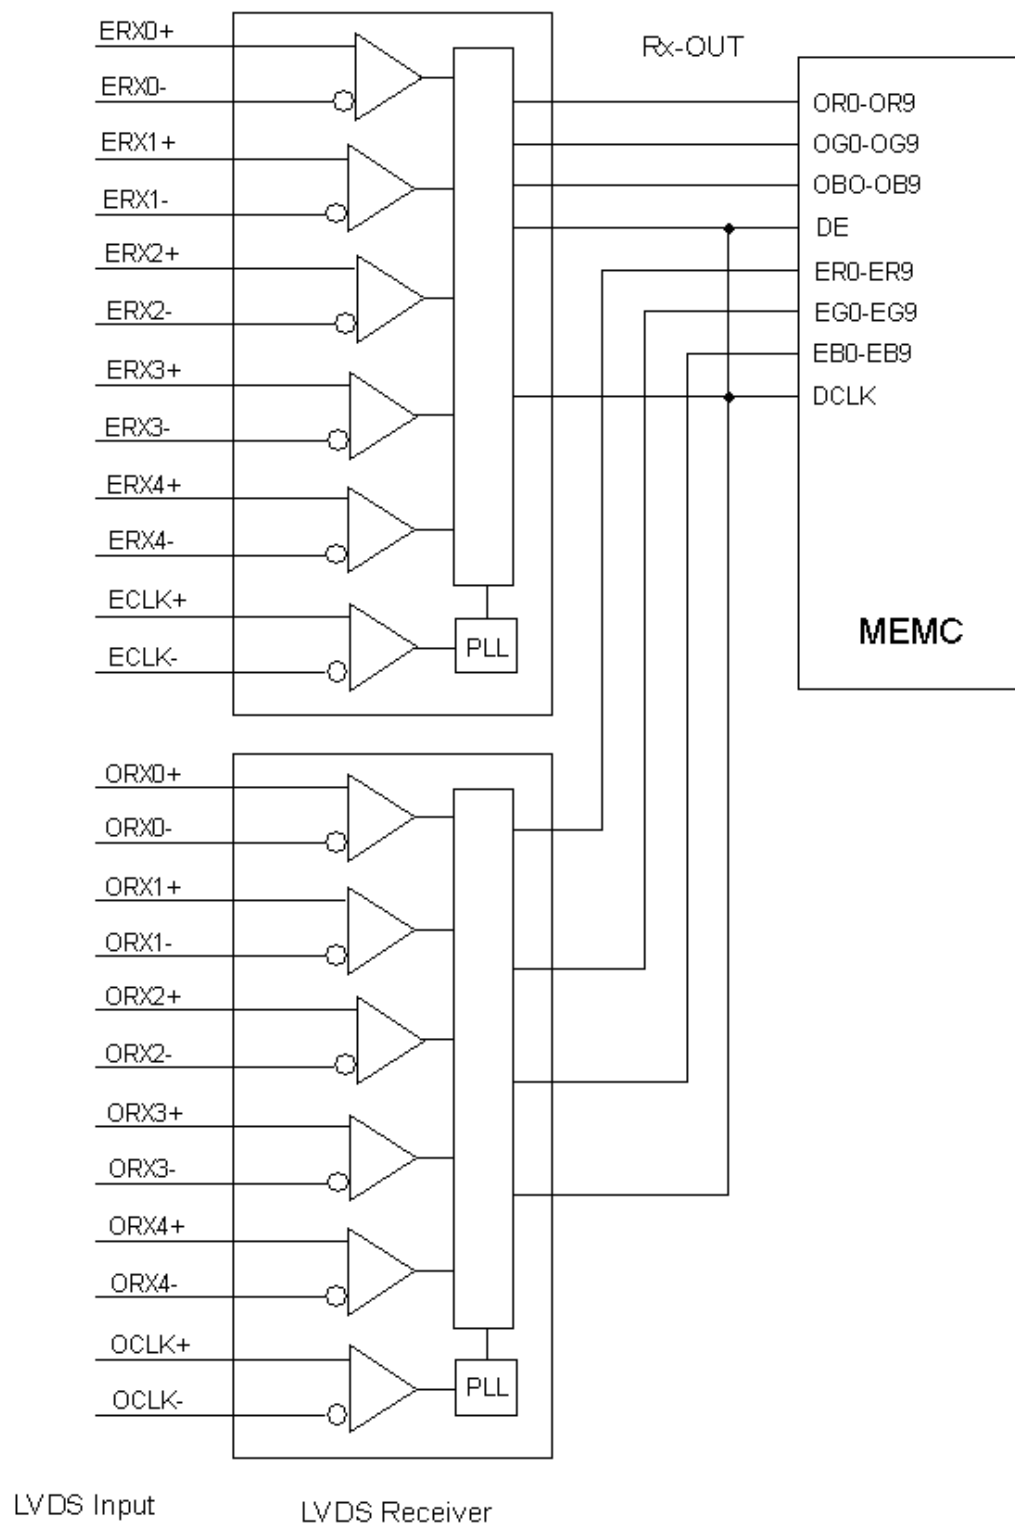 ERX0+
ERX0-
ERX1+
ERX1-
ERX2+
ERX2-
ERX3+
ERX3-
ERX4+
ERX4-
ECLK+
ECLK-
PLL
Rx-OUT
OR0-OR9
OG0-OG9
OBO-OB9
DE
ER0-ER9
EG0-EG9
EB0-EB9
DCLK
MEMC
ORX0+
ORX0-
ORX1+
ORX1-
ORX2+
ORX2-
ORX3+
ORX3-
ORX4+
ORX4-
OCLK+
OCLK-
PLL
LVDS Input
LVDS Receiver